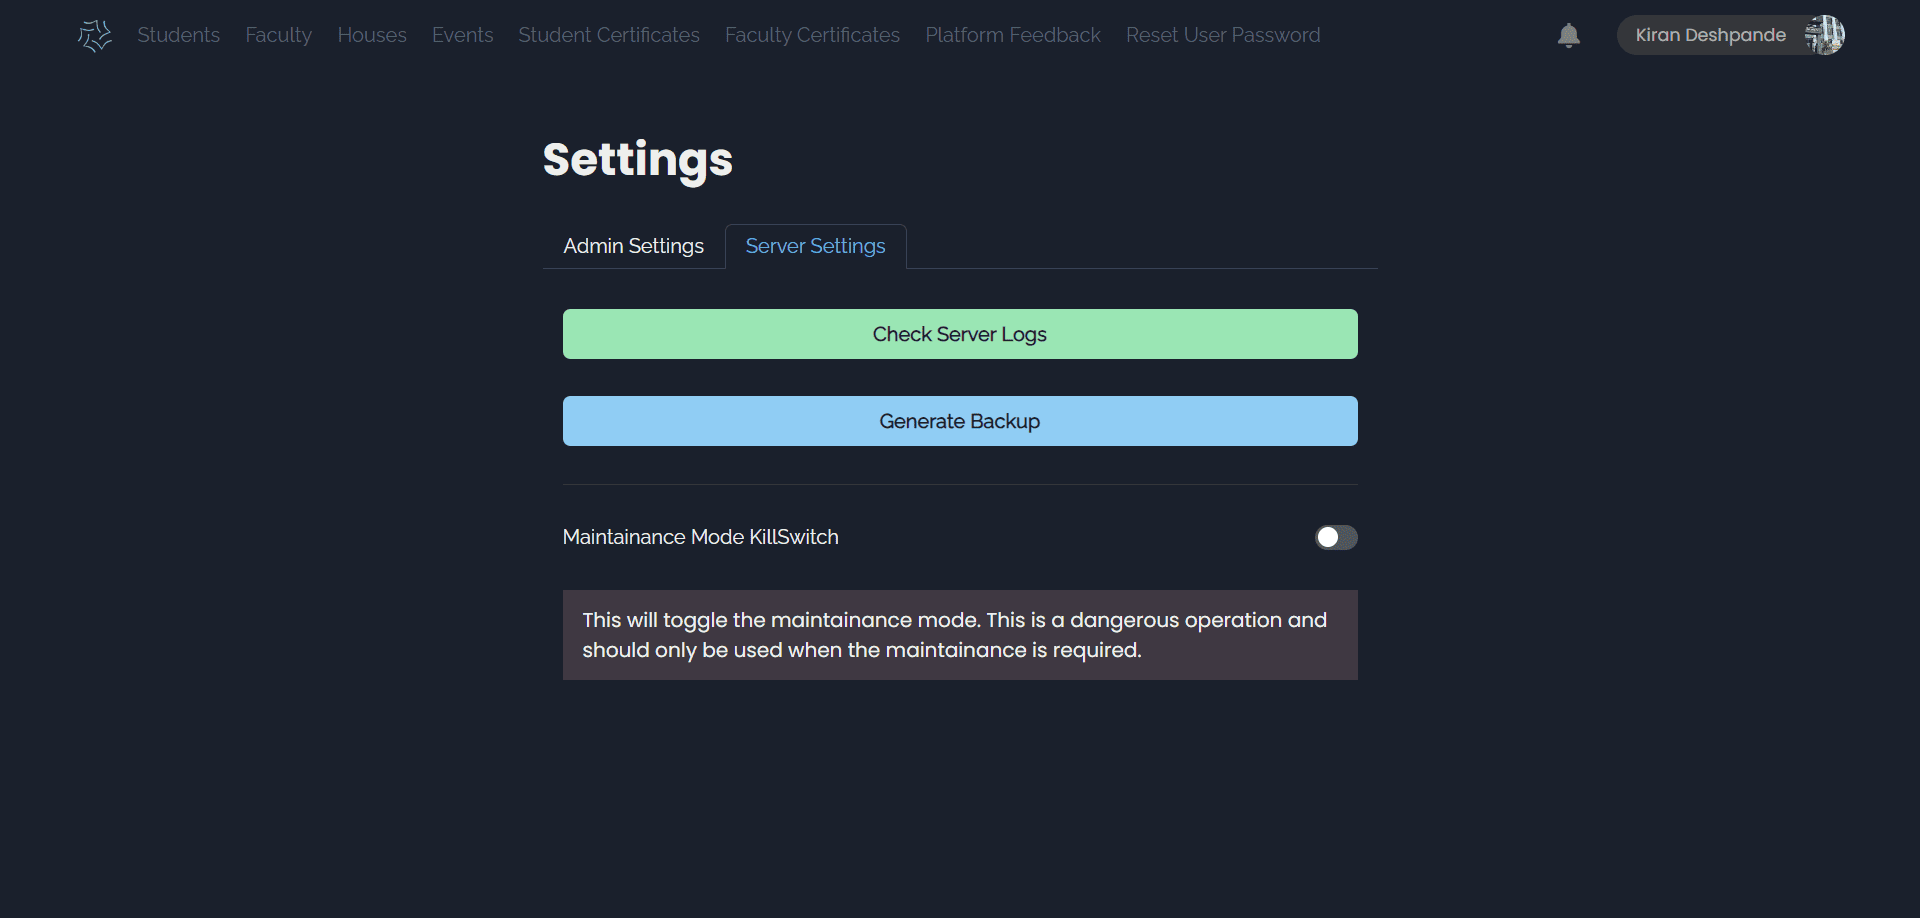 Students Faculty Houses Events Student Certificates Faculty Certificates Platform Feedback Reset User Password Kiran Deshpande
Settings
Admin Settings Server Settings
Check Server Logs
Generate Backup
Maintainance Mode KillSwitch
This will toggle the maintainance mode. This is a dangerous operation and
should only be used when the maintainance is required.